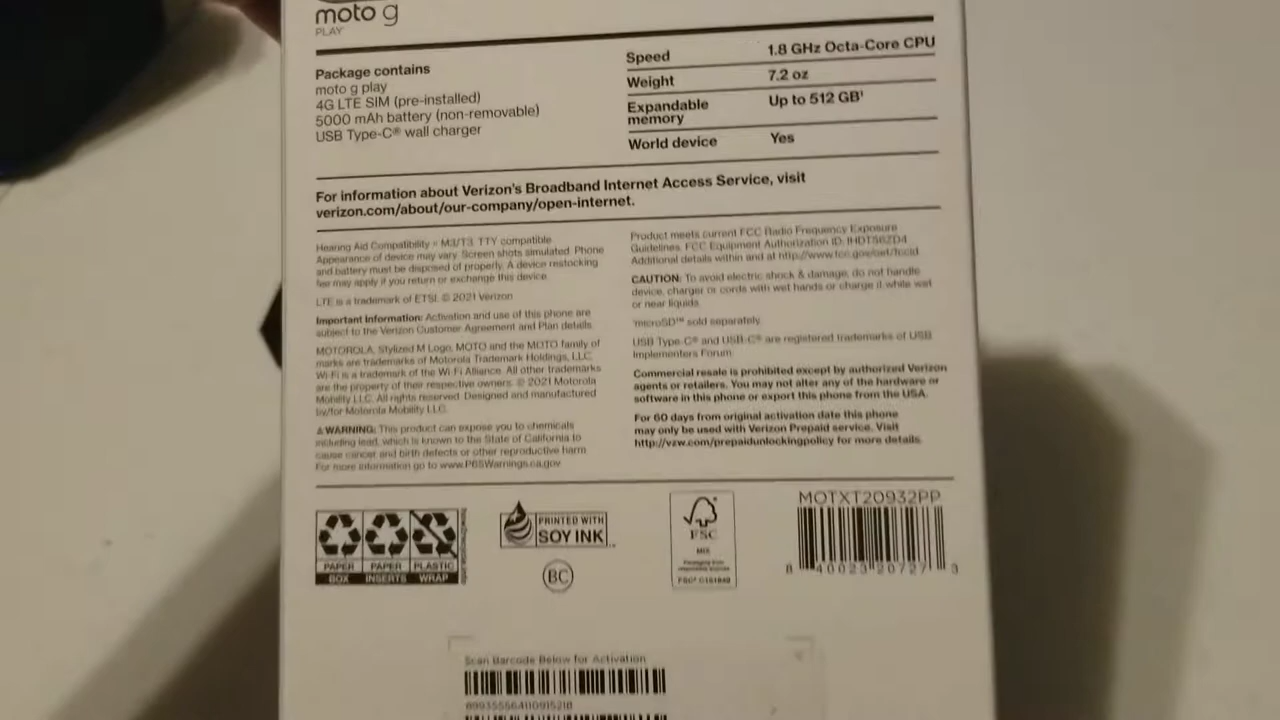 moto g
PLAY
Package contains
moto g play
4G LTE SIM (pre-installed)
5000 mAh battery (non-removable)
USB Type-C® wall charger
Speed 1.8 GHz Octa-Core CPU
Weight 7.2 oz
Expandable memory Up to 512 GB¹
World device Yes
For information about Verizon's Broadband Internet Access Service, visit
verizon.com/about/our-company/open-internet.
Hearing Aid Compatibility = M3/T3. TTY compatible.
Appearance of device may vary. Screen shots simulated. Phone
and battery must be disposed of properly. A device restocking
fee may apply if you return or exchange this device.
LTE is a trademark of ETSI. © 2021 Verizon
Important Information: Activation and use of this phone are
subject to the Verizon Customer Agreement and Plan details.
MOTOROLA, Stylized M Logo, MOTO and the MOTO family of
marks are trademarks of Motorola Trademark Holdings, LLC.
Wi-Fi is a trademark of the Wi-Fi Alliance. All other trademarks
are the property of their respective owners. © 2021 Motorola
Mobility LLC. All rights reserved. Designed and manufactured
by/for Motorola Mobility LLC.
⚠WARNING: This product can expose you to chemicals
including lead, which is known to the State of California to
cause cancer and birth defects or other reproductive harm.
For more information go to www.P65Warnings.ca.gov
Product meets current FCC Radio Frequency Exposure
Guidelines. FCC Equipment Authorization ID: IHDT56ZD4.
Additional details within and at http://www.fcc.gov/oet/fccid
CAUTION: To avoid electric shock & damage, do not handle
device, charger or cords with wet hands or charge it while wet
or near liquids.
¹microSD™ sold separately.
USB Type-C® and USB-C® are registered trademarks of USB
Implementers Forum.
Commercial resale is prohibited except by authorized Verizon
agents or retailers. You may not alter any of the hardware or
software in this phone or export this phone from the USA.
For 60 days from original activation date this phone
may only be used with Verizon Prepaid service. Visit
http://vzw.com/prepaidunlockingpolicy for more details.
PAPER PAPER PLASTIC
BOX INSERTS WRAP
how2recycle.info
PRINTED WITH
SOY INK™
BC
FSC
MIX
Packaging from
responsible sources
MOTXT20932PP
8 40023 20727 3
Scan Barcode Below for Activation